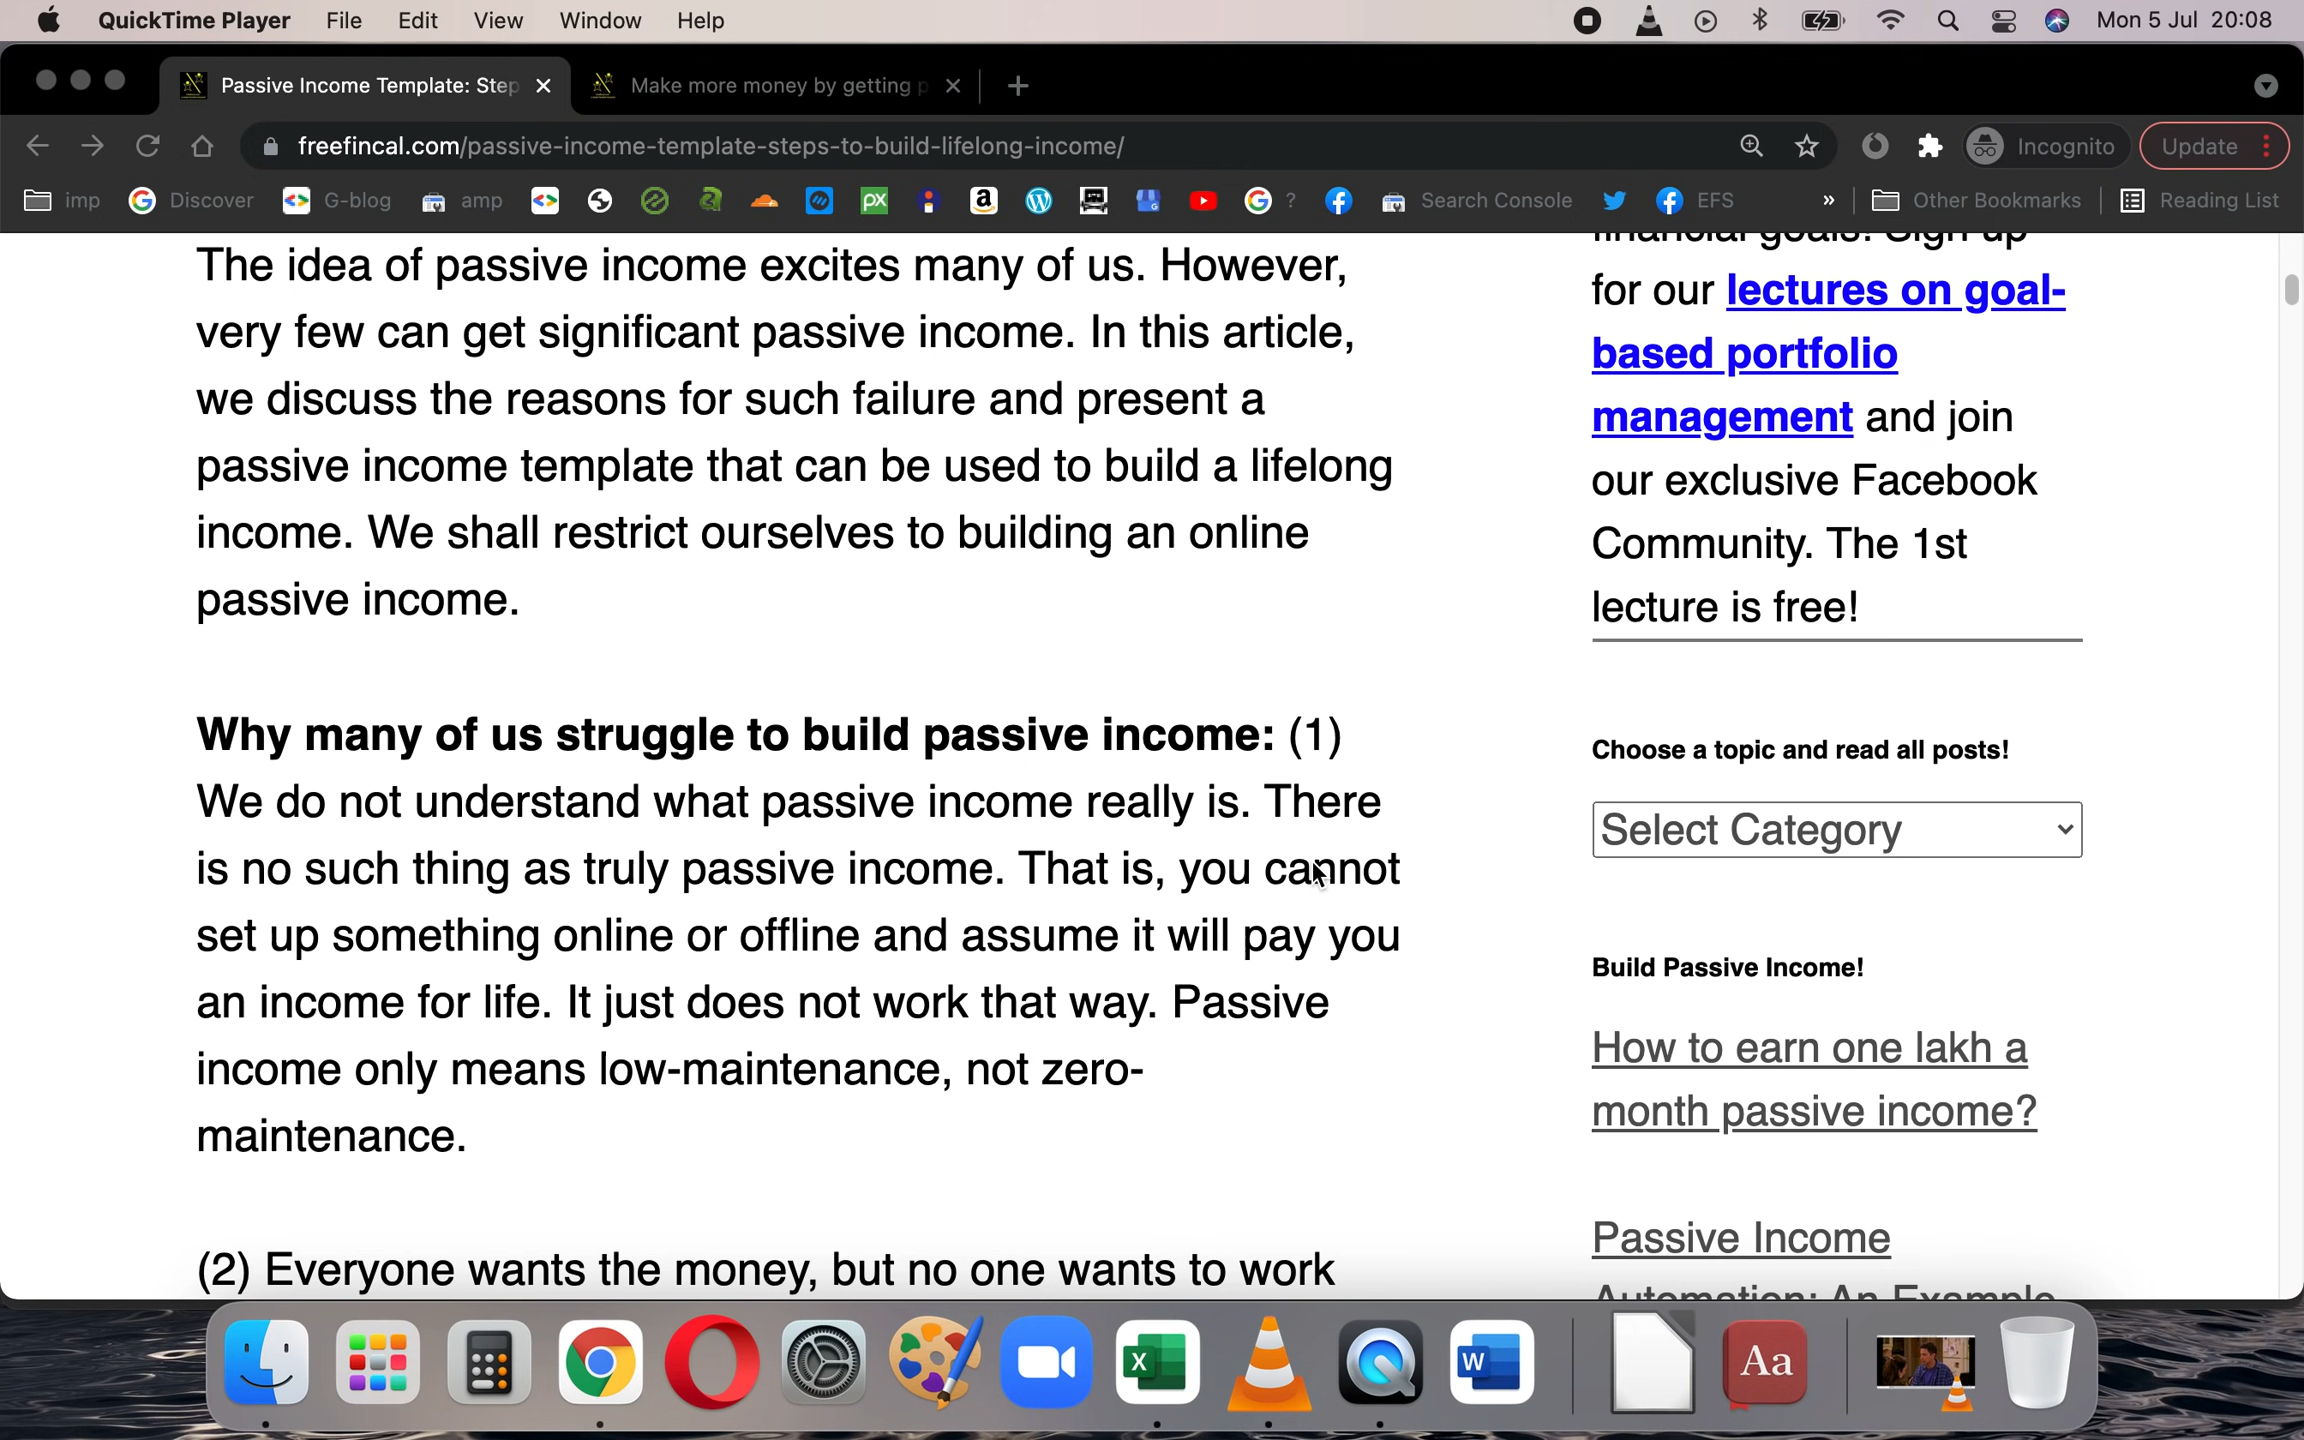 QuickTime Player File Edit View Window Help Mon 5 Jul 20:08
Passive Income Template: Step Make more money by getting p
freefincal.com/passive-income-template-steps-to-build-lifelong-income/ Incognito Update
imp Discover G-blog amp PX ? Search Console EFS » Other Bookmarks Reading List
The idea of passive income excites many of us. However,
very few can get significant passive income. In this article,
we discuss the reasons for such failure and present a
passive income template that can be used to build a lifelong
income. We shall restrict ourselves to building an online
passive income.
Why many of us struggle to build passive income: (1)
We do not understand what passive income really is. There
is no such thing as truly passive income. That is, you cannot
set up something online or offline and assume it will pay you
an income for life. It just does not work that way. Passive
income only means low-maintenance, not zero-
maintenance.
(2) Everyone wants the money, but no one wants to work
financial goals! Sign up
for our lectures on goal-
based portfolio
management and join
our exclusive Facebook
Community. The 1st
lecture is free!
Choose a topic and read all posts!
Select Category
Build Passive Income!
How to earn one lakh a
month passive income?
Passive Income
Automation: An Example
X W Aa